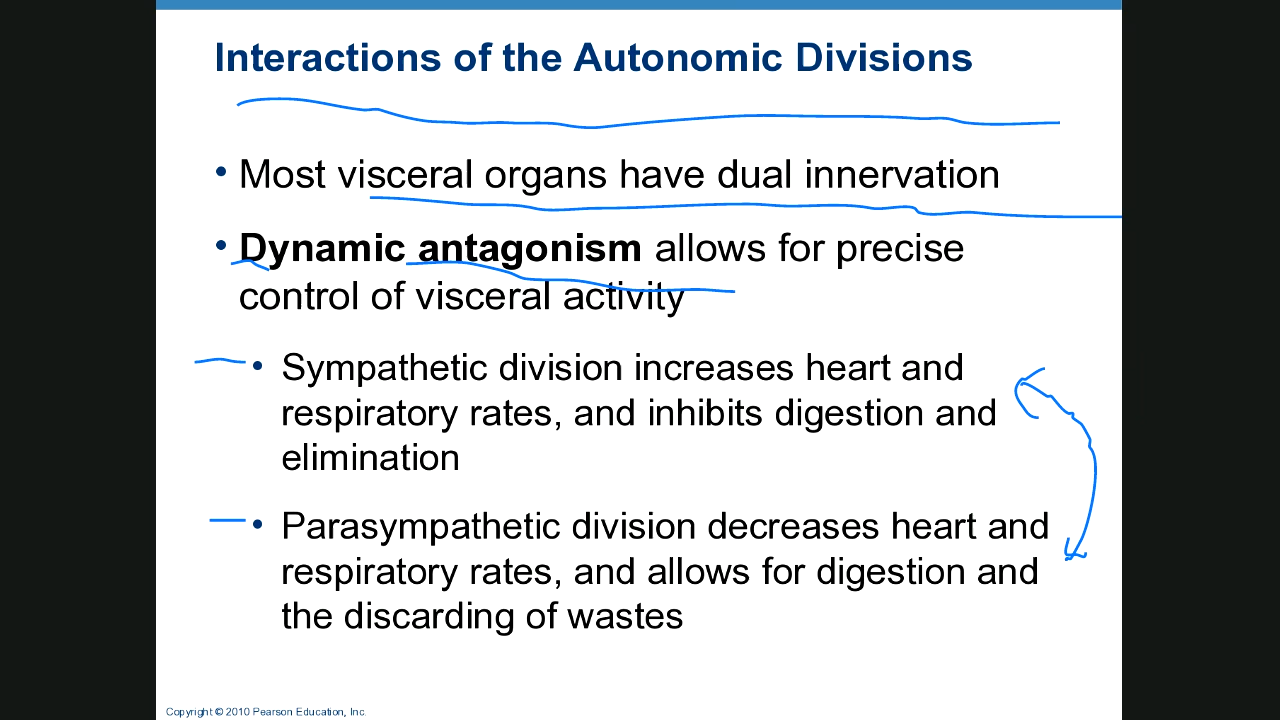 Interactions of the Autonomic Divisions
• Most visceral organs have dual innervation
• Dynamic antagonism allows for precise
control of visceral activity
• Sympathetic division increases heart and
respiratory rates, and inhibits digestion and
elimination
• Parasympathetic division decreases heart and
respiratory rates, and allows for digestion and
the discarding of wastes
Copyright © 2010 Pearson Education, Inc.